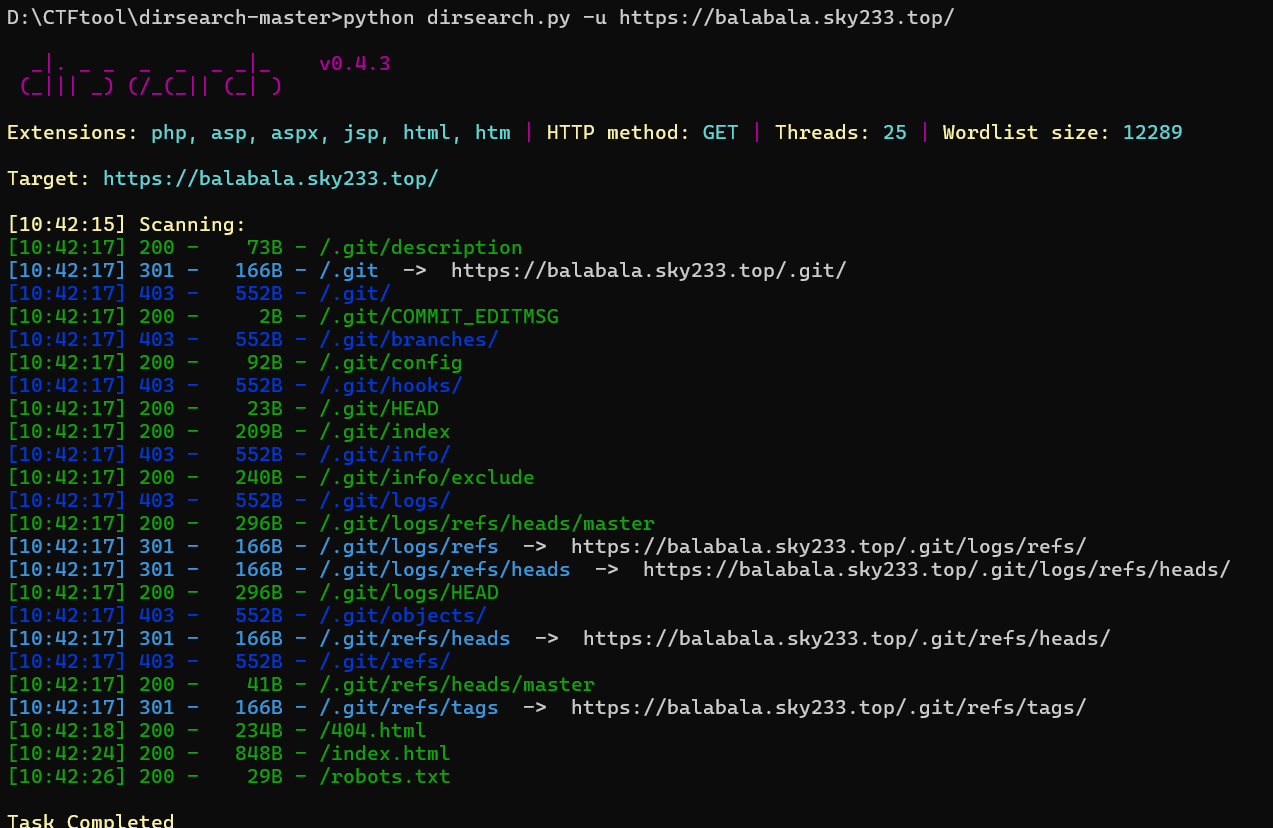 D:\CTFtool\dirsearch-master>python dirsearch.py -u https://balabala.sky233.top/
  _|. _ _  _  _  _ _|_    v0.4.3
 (_||| _) (/_(_|| (_| )
Extensions: php, asp, aspx, jsp, html, htm | HTTP method: GET | Threads: 25 | Wordlist size: 12289
Target: https://balabala.sky233.top/
[10:42:15] Scanning:
[10:42:17] 200 -    73B - /.git/description
[10:42:17] 301 -   166B - /.git  ->  https://balabala.sky233.top/.git/
[10:42:17] 403 -   552B - /.git/
[10:42:17] 200 -     2B - /.git/COMMIT_EDITMSG
[10:42:17] 403 -   552B - /.git/branches/
[10:42:17] 200 -    92B - /.git/config
[10:42:17] 403 -   552B - /.git/hooks/
[10:42:17] 200 -    23B - /.git/HEAD
[10:42:17] 200 -   209B - /.git/index
[10:42:17] 403 -   552B - /.git/info/
[10:42:17] 200 -   240B - /.git/info/exclude
[10:42:17] 403 -   552B - /.git/logs/
[10:42:17] 200 -   296B - /.git/logs/refs/heads/master
[10:42:17] 301 -   166B - /.git/logs/refs  ->  https://balabala.sky233.top/.git/logs/refs/
[10:42:17] 301 -   166B - /.git/logs/refs/heads  ->  https://balabala.sky233.top/.git/logs/refs/heads/
[10:42:17] 200 -   296B - /.git/logs/HEAD
[10:42:17] 403 -   552B - /.git/objects/
[10:42:17] 301 -   166B - /.git/refs/heads  ->  https://balabala.sky233.top/.git/refs/heads/
[10:42:17] 403 -   552B - /.git/refs/
[10:42:17] 200 -    41B - /.git/refs/heads/master
[10:42:17] 301 -   166B - /.git/refs/tags  ->  https://balabala.sky233.top/.git/refs/tags/
[10:42:18] 200 -   234B - /404.html
[10:42:24] 200 -   848B - /index.html
[10:42:26] 200 -    29B - /robots.txt
Task Completed